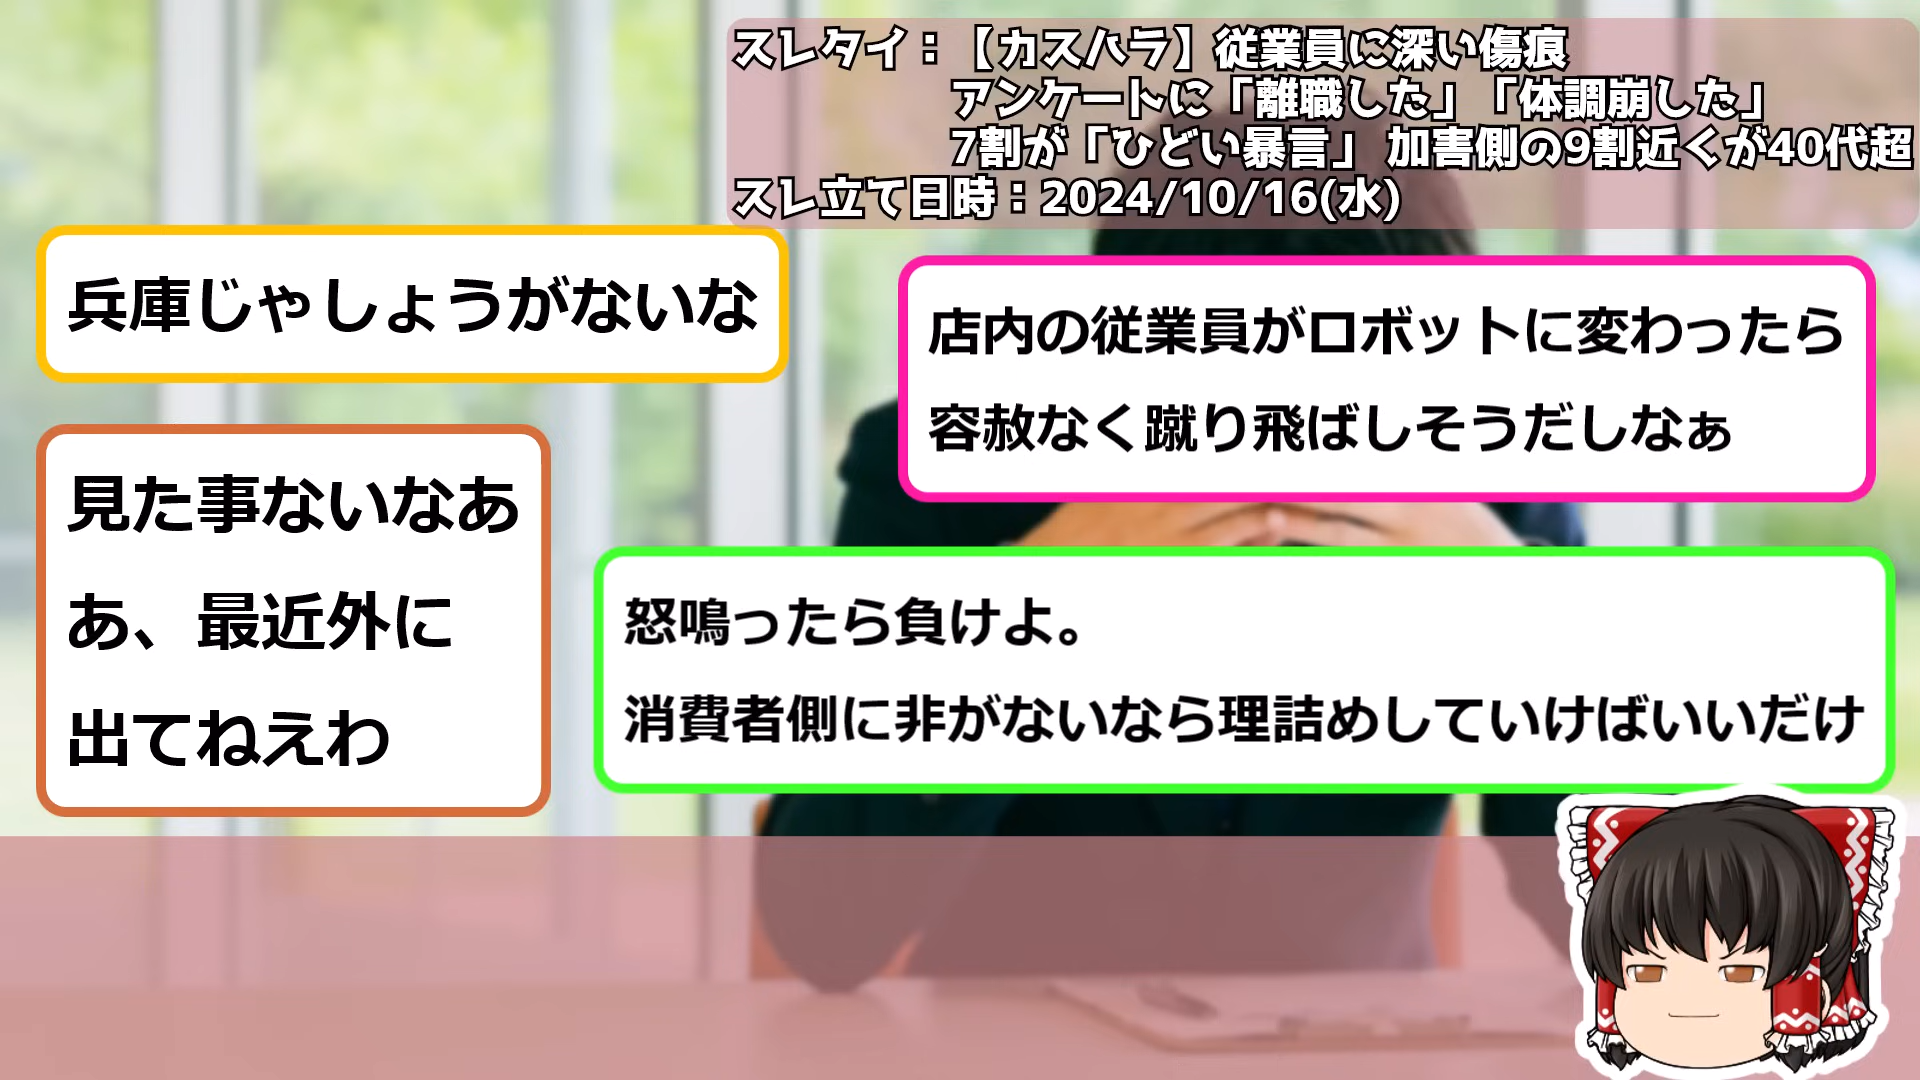 スレタイ：【カスハラ】従業員に深い傷痕
アンケートに「離職した」「体調崩した」
7割が「ひどい暴言」 加害側の9割近くが40代超
スレ立て日時：2024/10/16(水)
兵庫じゃしょうがないな
店内の従業員がロボットに変わったら
容赦なく蹴り飛ばしそうだしなぁ
見た事ないなあ
あ、最近外に
出てねえわ
怒鳴ったら負けよ。
消費者側に非がないなら理詰めしていけばいいだけ